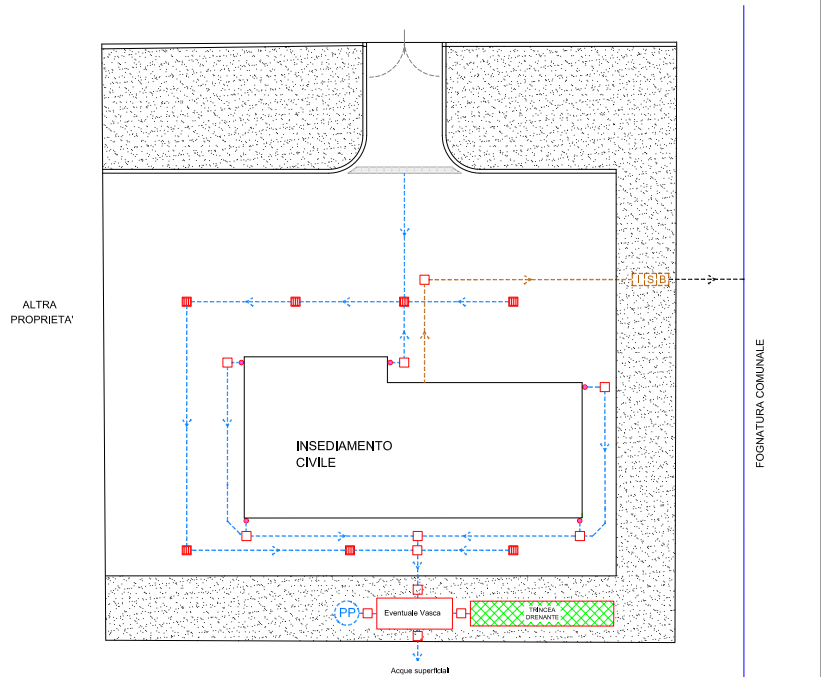 ALTRA
PROPRIETA'
I S B
FOGNATURA COMUNALE
INSEDIAMENTO
CIVILE
PP
Eventuale Vasca
TRINCEA
DRENANTE
Acque superficiali